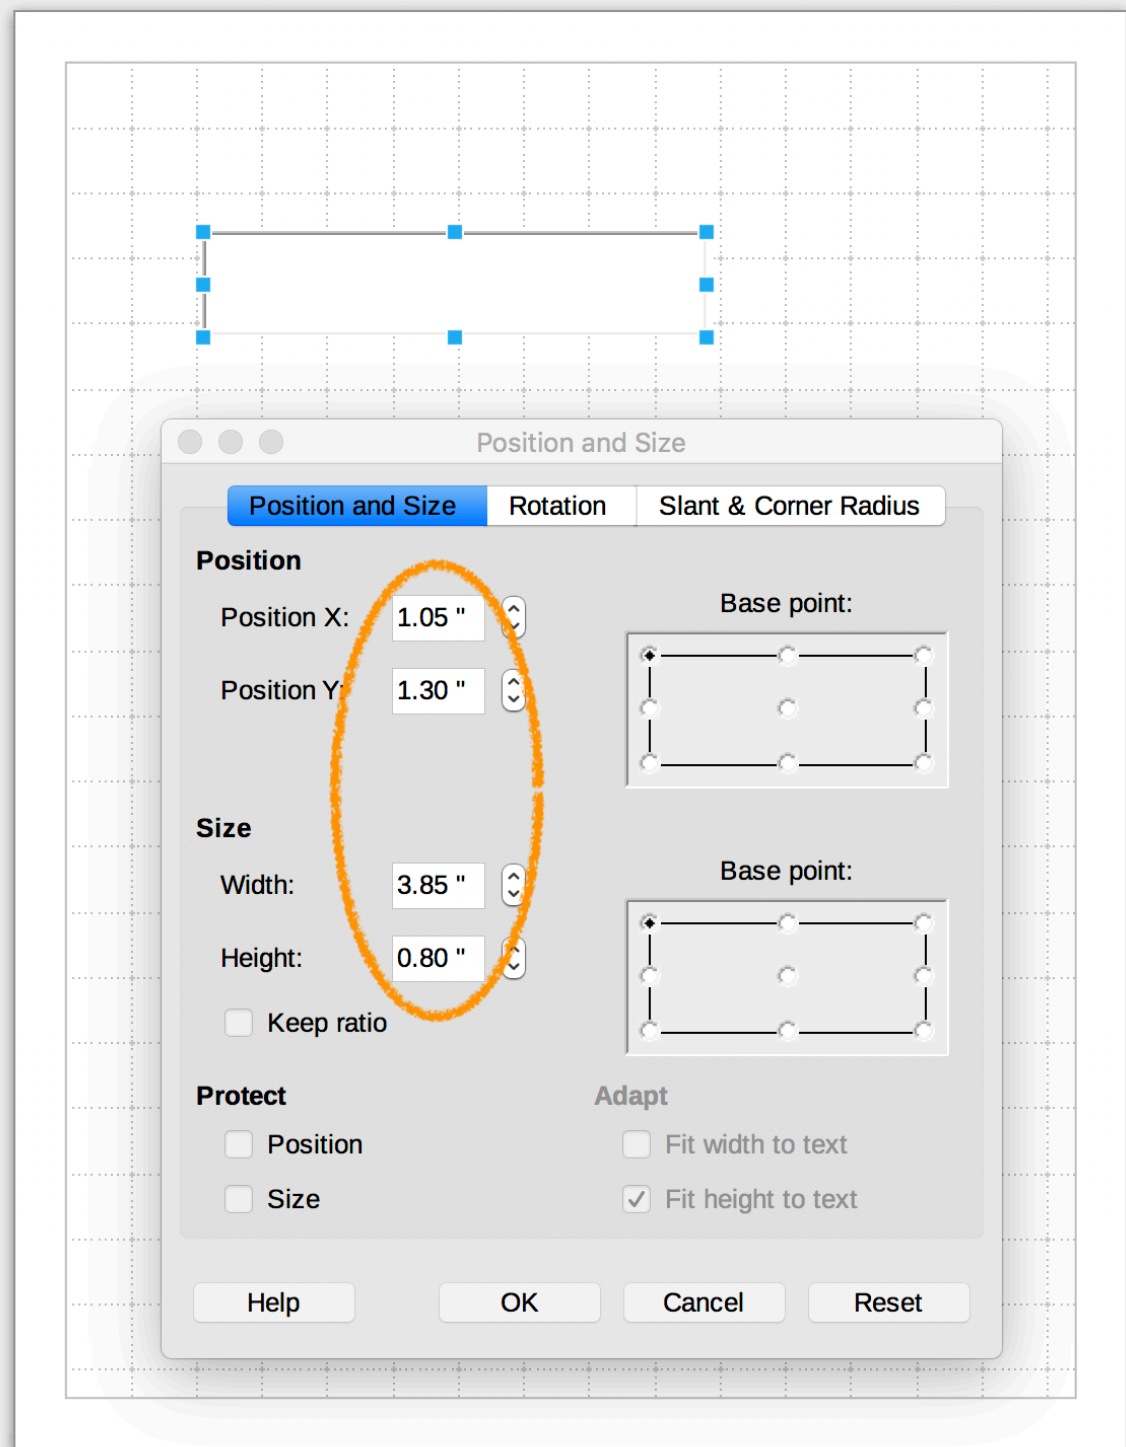 Position and Size
Position and Size Rotation Slant & Corner Radius
Position
Position X: 1.05 " Base point:
Position Y: 1.30 "
Size
Width: 3.85 " Base point:
Height: 0.80 "
Keep ratio
Protect Adapt
Position Fit width to text
Size Fit height to text
Help OK Cancel Reset